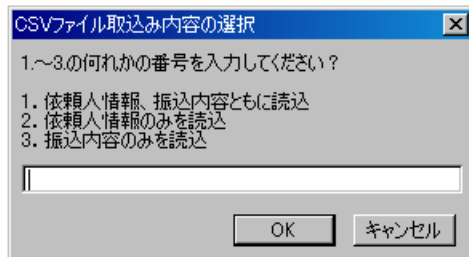 CSVファイル取込み内容の選択
1.～3.の何れかの番号を入力してください？
1. 依頼人情報、振込内容ともに読込
2. 依頼人情報のみを読込
3. 振込内容のみを読込
OK キャンセル